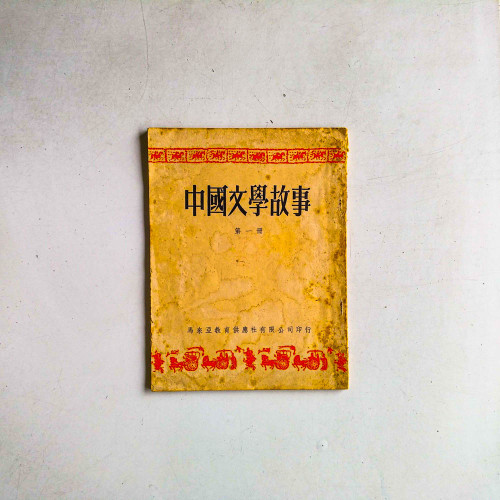 中國文學故事
第一冊
馬來亞教育供應社有限公司印行